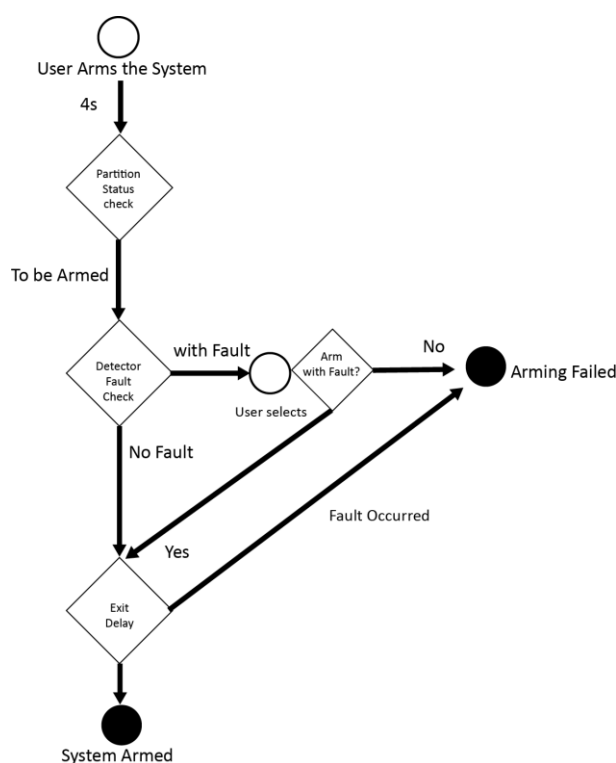 User Arms the System
4s
Partition
Status
check
To be Armed
with Fault
No
Detector
Fault
Check
Arm
with Fault?
Arming Failed
User selects
No Fault
Fault Occurred
Yes
Exit
Delay
System Armed